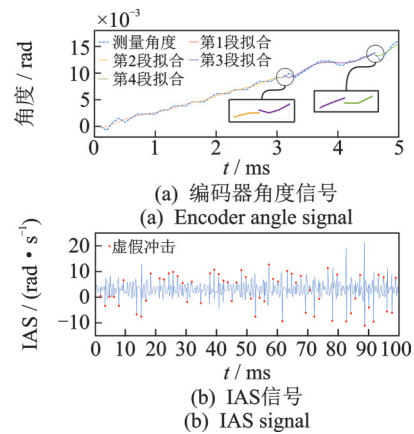 ×10⁻³
15
10
5
0
角度 / rad
测量角度 第1段拟合
第2段拟合 第3段拟合
第4段拟合
0 1 2 3 4 5
t / ms
(a) 编码器角度信号
(a) Encoder angle signal
20
10
0
−10
IAS / (rad • s⁻¹)
虚假冲击
0 10 20 30 40 50 60 70 80 90 100
t / ms
(b) IAS信号
(b) IAS signal